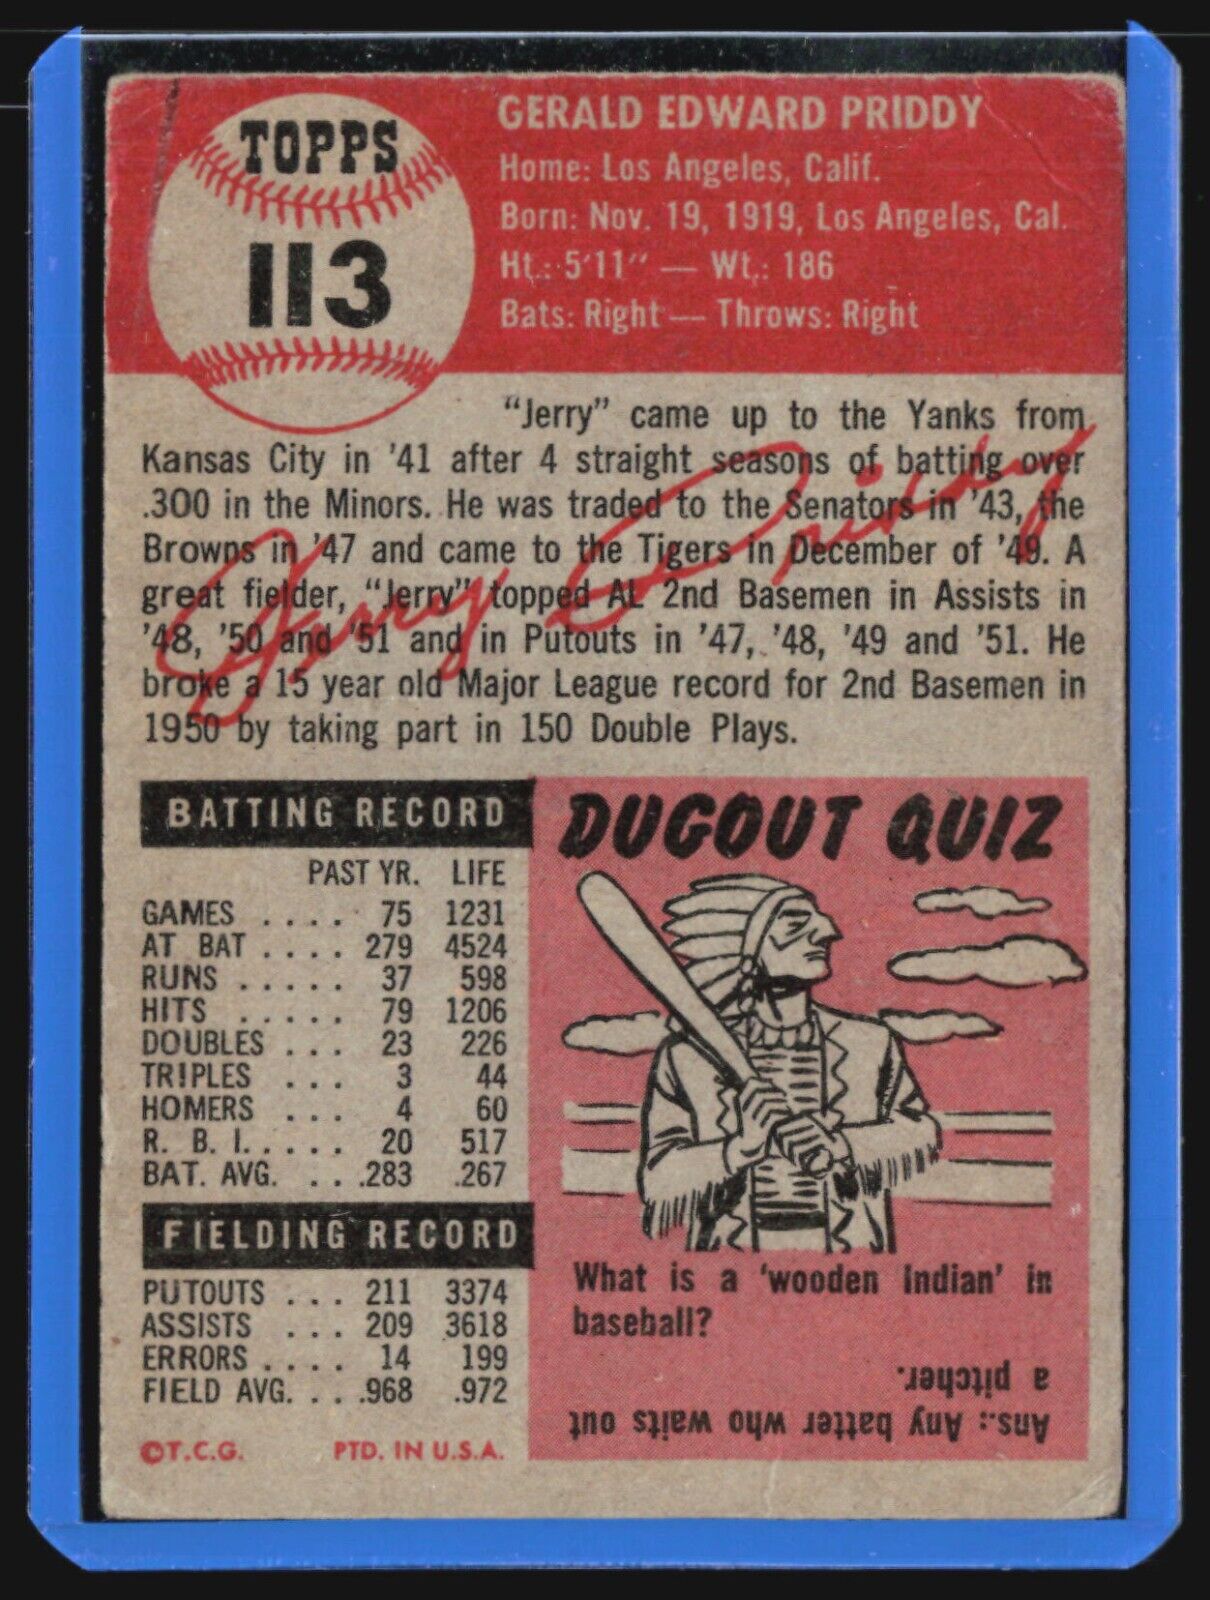 TOPPS
113
GERALD EDWARD PRIDDY
Home: Los Angeles, Calif.
Born: Nov. 19, 1919, Los Angeles, Cal.
Ht.: 5'11" — Wt.: 186
Bats: Right — Throws: Right
"Jerry" came up to the Yanks from
Kansas City in '41 after 4 straight seasons of batting over
.300 in the Minors. He was traded to the Senators in '43, the
Browns in '47 and came to the Tigers in December of '49. A
great fielder, "Jerry" topped AL 2nd Basemen in Assists in
'48, '50 and '51 and in Putouts in '47, '48, '49 and '51. He
broke a 15 year old Major League record for 2nd Basemen in
1950 by taking part in 150 Double Plays.
Jerry Priddy
BATTING RECORD
PAST YR. LIFE
GAMES .... 75 1231
AT BAT .... 279 4524
RUNS ..... 37 598
HITS ..... 79 1206
DOUBLES ... 23 226
TRIPLES ... 3 44
HOMERS ... 4 60
R. B. I..... 20 517
BAT. AVG. ...283 .267
FIELDING RECORD
PUTOUTS ... 211 3374
ASSISTS ... 209 3618
ERRORS .... 14 199
FIELD AVG. ....968 .972
©T.C.G. PTD. IN U.S.A.
DUGOUT QUIZ
What is a 'wooden Indian' in
baseball?
Ans.: Any batter who waits out
a pitcher.